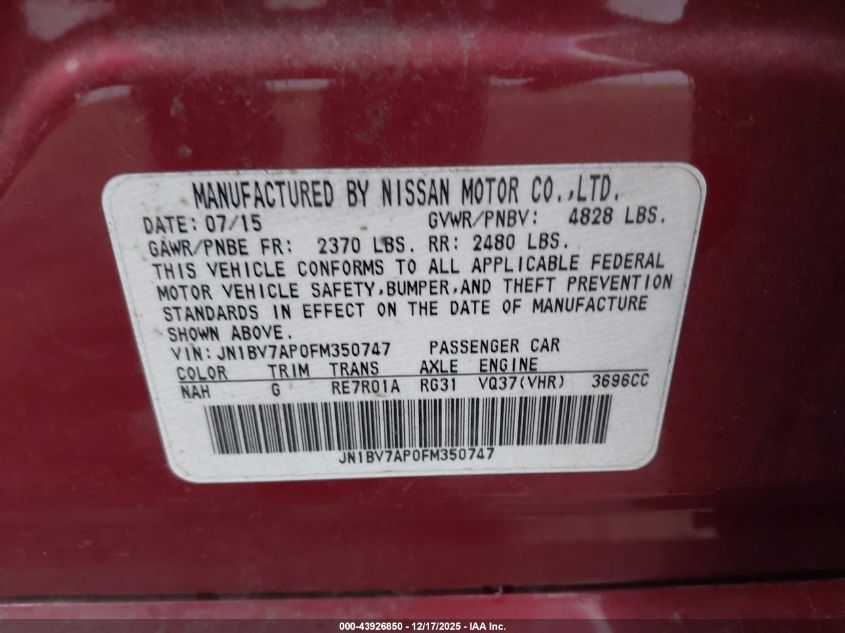 MANUFACTURED BY NISSAN MOTOR CO.,LTD.
DATE: 07/15 GVWR/PNBV: 4828 LBS.
GAWR/PNBE FR: 2370 LBS. RR: 2480 LBS.
THIS VEHICLE CONFORMS TO ALL APPLICABLE FEDERAL
MOTOR VEHICLE SAFETY,BUMPER,AND THEFT PREVENTION
STANDARDS IN EFFECT ON THE DATE OF MANUFACTURE
SHOWN ABOVE.
VIN: JN1BV7AP0FM350747 PASSENGER CAR
COLOR TRIM TRANS AXLE ENGINE
NAH G RE7R01A RG31 VQ37(VHR) 3696CC
JN1BV7AP0FM350747
000-43926850 - 12/17/2025 - IAA Inc.